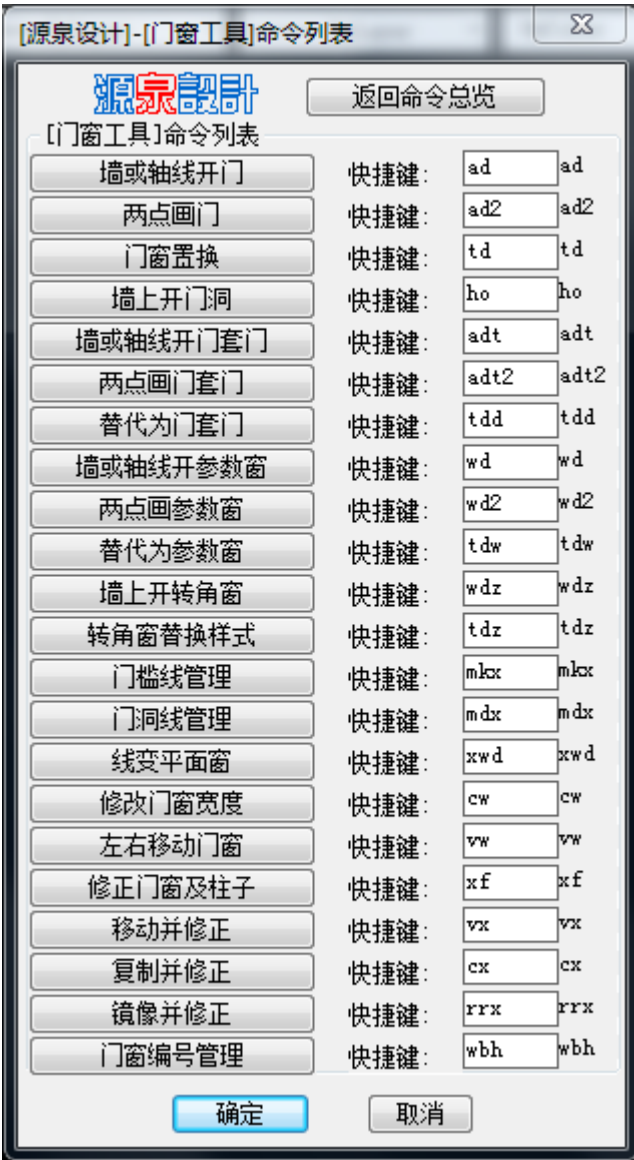 [源泉设计]-[门窗工具]命令列表
源泉設計 返回命令总览
[门窗工具]命令列表
墙或轴线开门 快捷键: ad ad
两点画门 快捷键: ad2 ad2
门窗置换 快捷键: td td
墙上开门洞 快捷键: ho ho
墙或轴线开门套门 快捷键: adt adt
两点画门套门 快捷键: adt2 adt2
替代为门套门 快捷键: tdd tdd
墙或轴线开参数窗 快捷键: wd wd
两点画参数窗 快捷键: wd2 wd2
替代为参数窗 快捷键: tdw tdw
墙上开转角窗 快捷键: wdz wdz
转角窗替换样式 快捷键: tdz tdz
门槛线管理 快捷键: mkx mkx
门洞线管理 快捷键: mdx mdx
线变平面窗 快捷键: xwd xwd
修改门窗宽度 快捷键: cw cw
左右移动门窗 快捷键: vw vw
修正门窗及柱子 快捷键: xf xf
移动并修正 快捷键: vx vx
复制并修正 快捷键: cx cx
镜像并修正 快捷键: rrx rrx
门窗编号管理 快捷键: wbh wbh
确定 取消